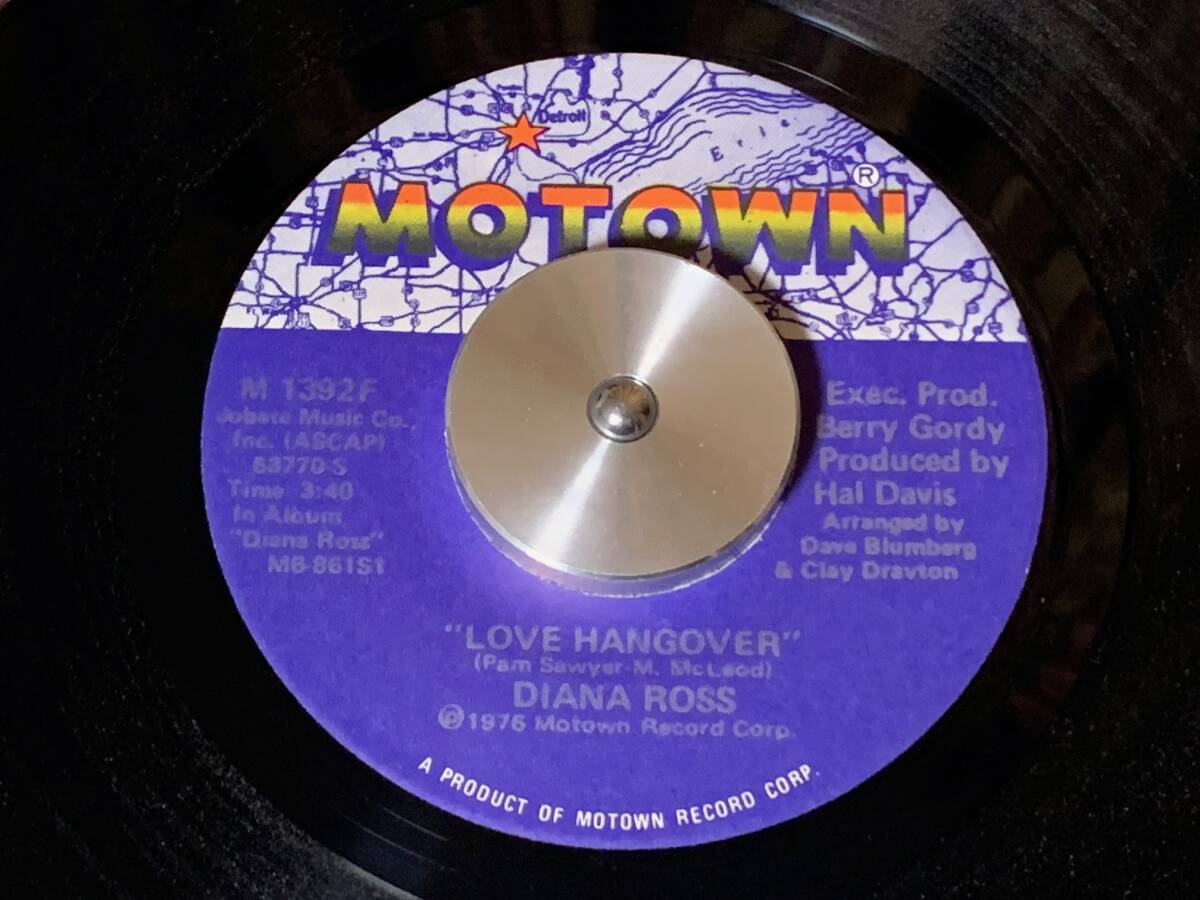 Detroit
Erie
MOTOWN®
M 1392F
Jobete Music Co.,
Inc. (ASCAP)
63770-S
Time 3:40
In Album
"Diana Ross"
M6-861S1
Exec. Prod.
Berry Gordy
Produced by
Hal Davis
Arranged by
Dave Blumberg
& Clay Drayton
"LOVE HANGOVER"
(Pam Sawyer-M. McLeod)
DIANA ROSS
℗1976 Motown Record Corp.
A PRODUCT OF MOTOWN RECORD CORP.